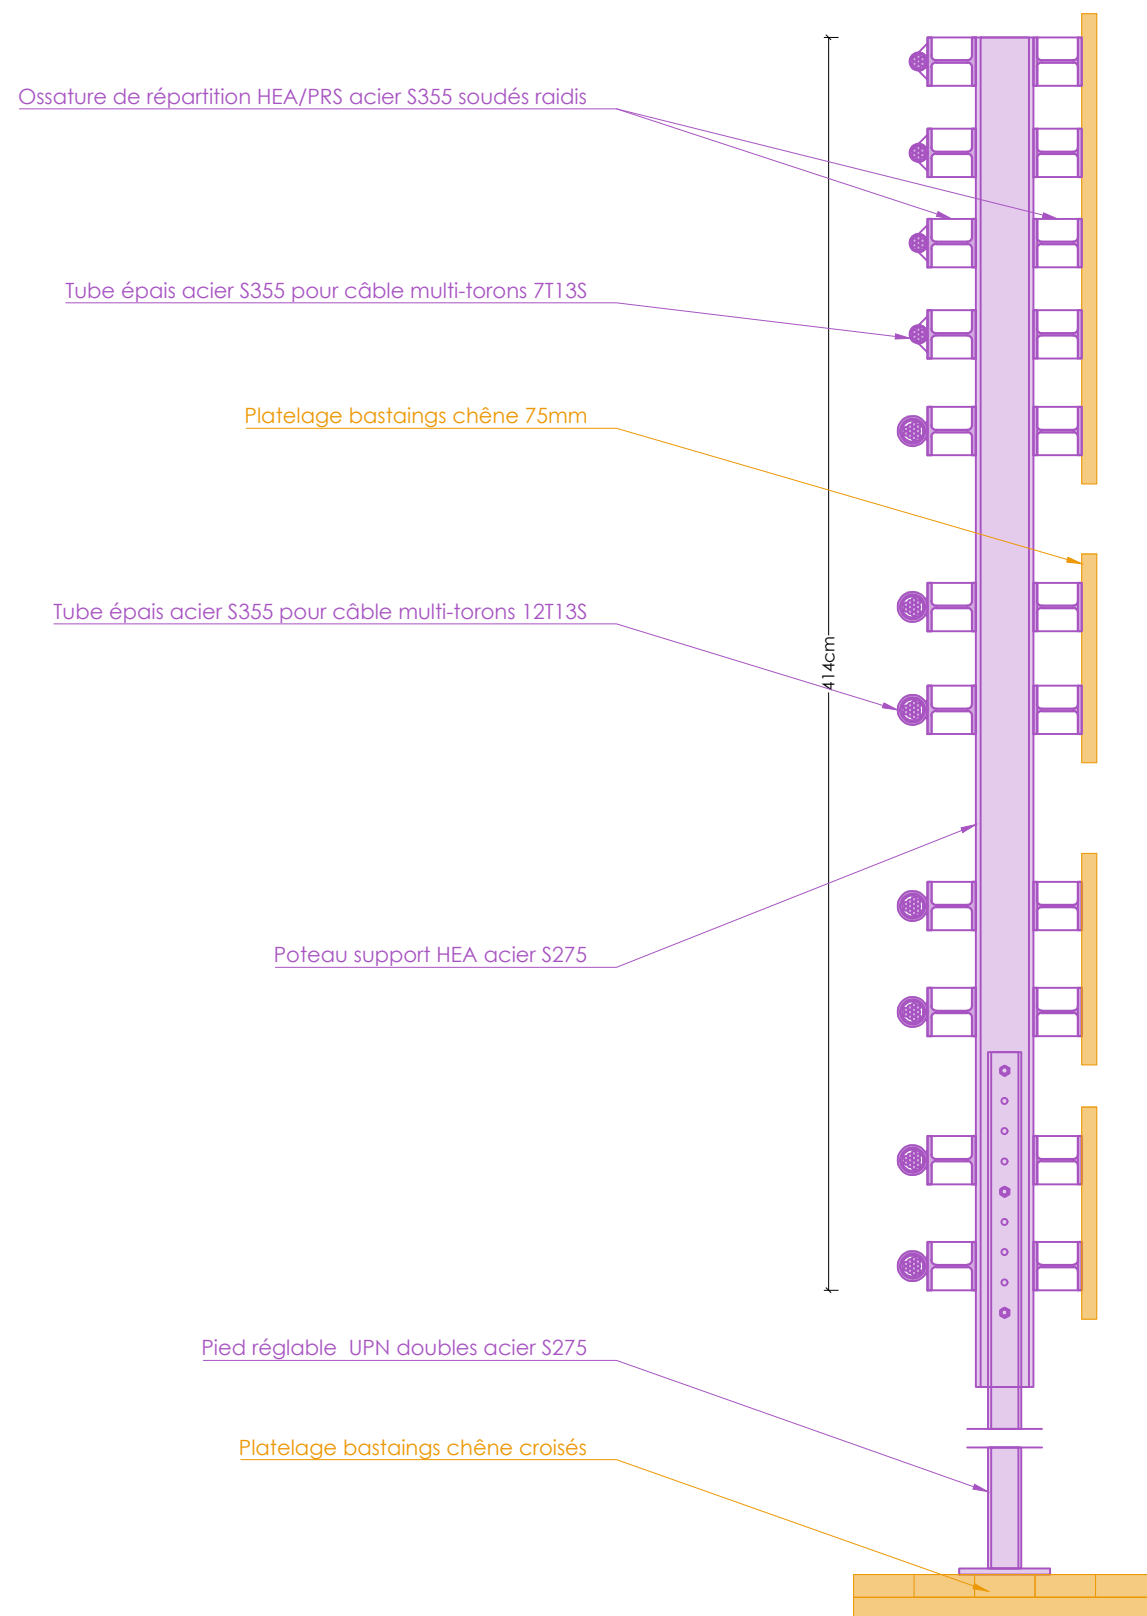 Ossature de répartition HEA/PRS acier S355 soudés raidis
Tube épais acier S355 pour câble multi-torons 7T13S
Platelage bastaings chêne 75mm
Tube épais acier S355 pour câble multi-torons 12T13S
414cm
Poteau support HEA acier S275
Pied réglable UPN doubles acier S275
Platelage bastaings chêne croisés